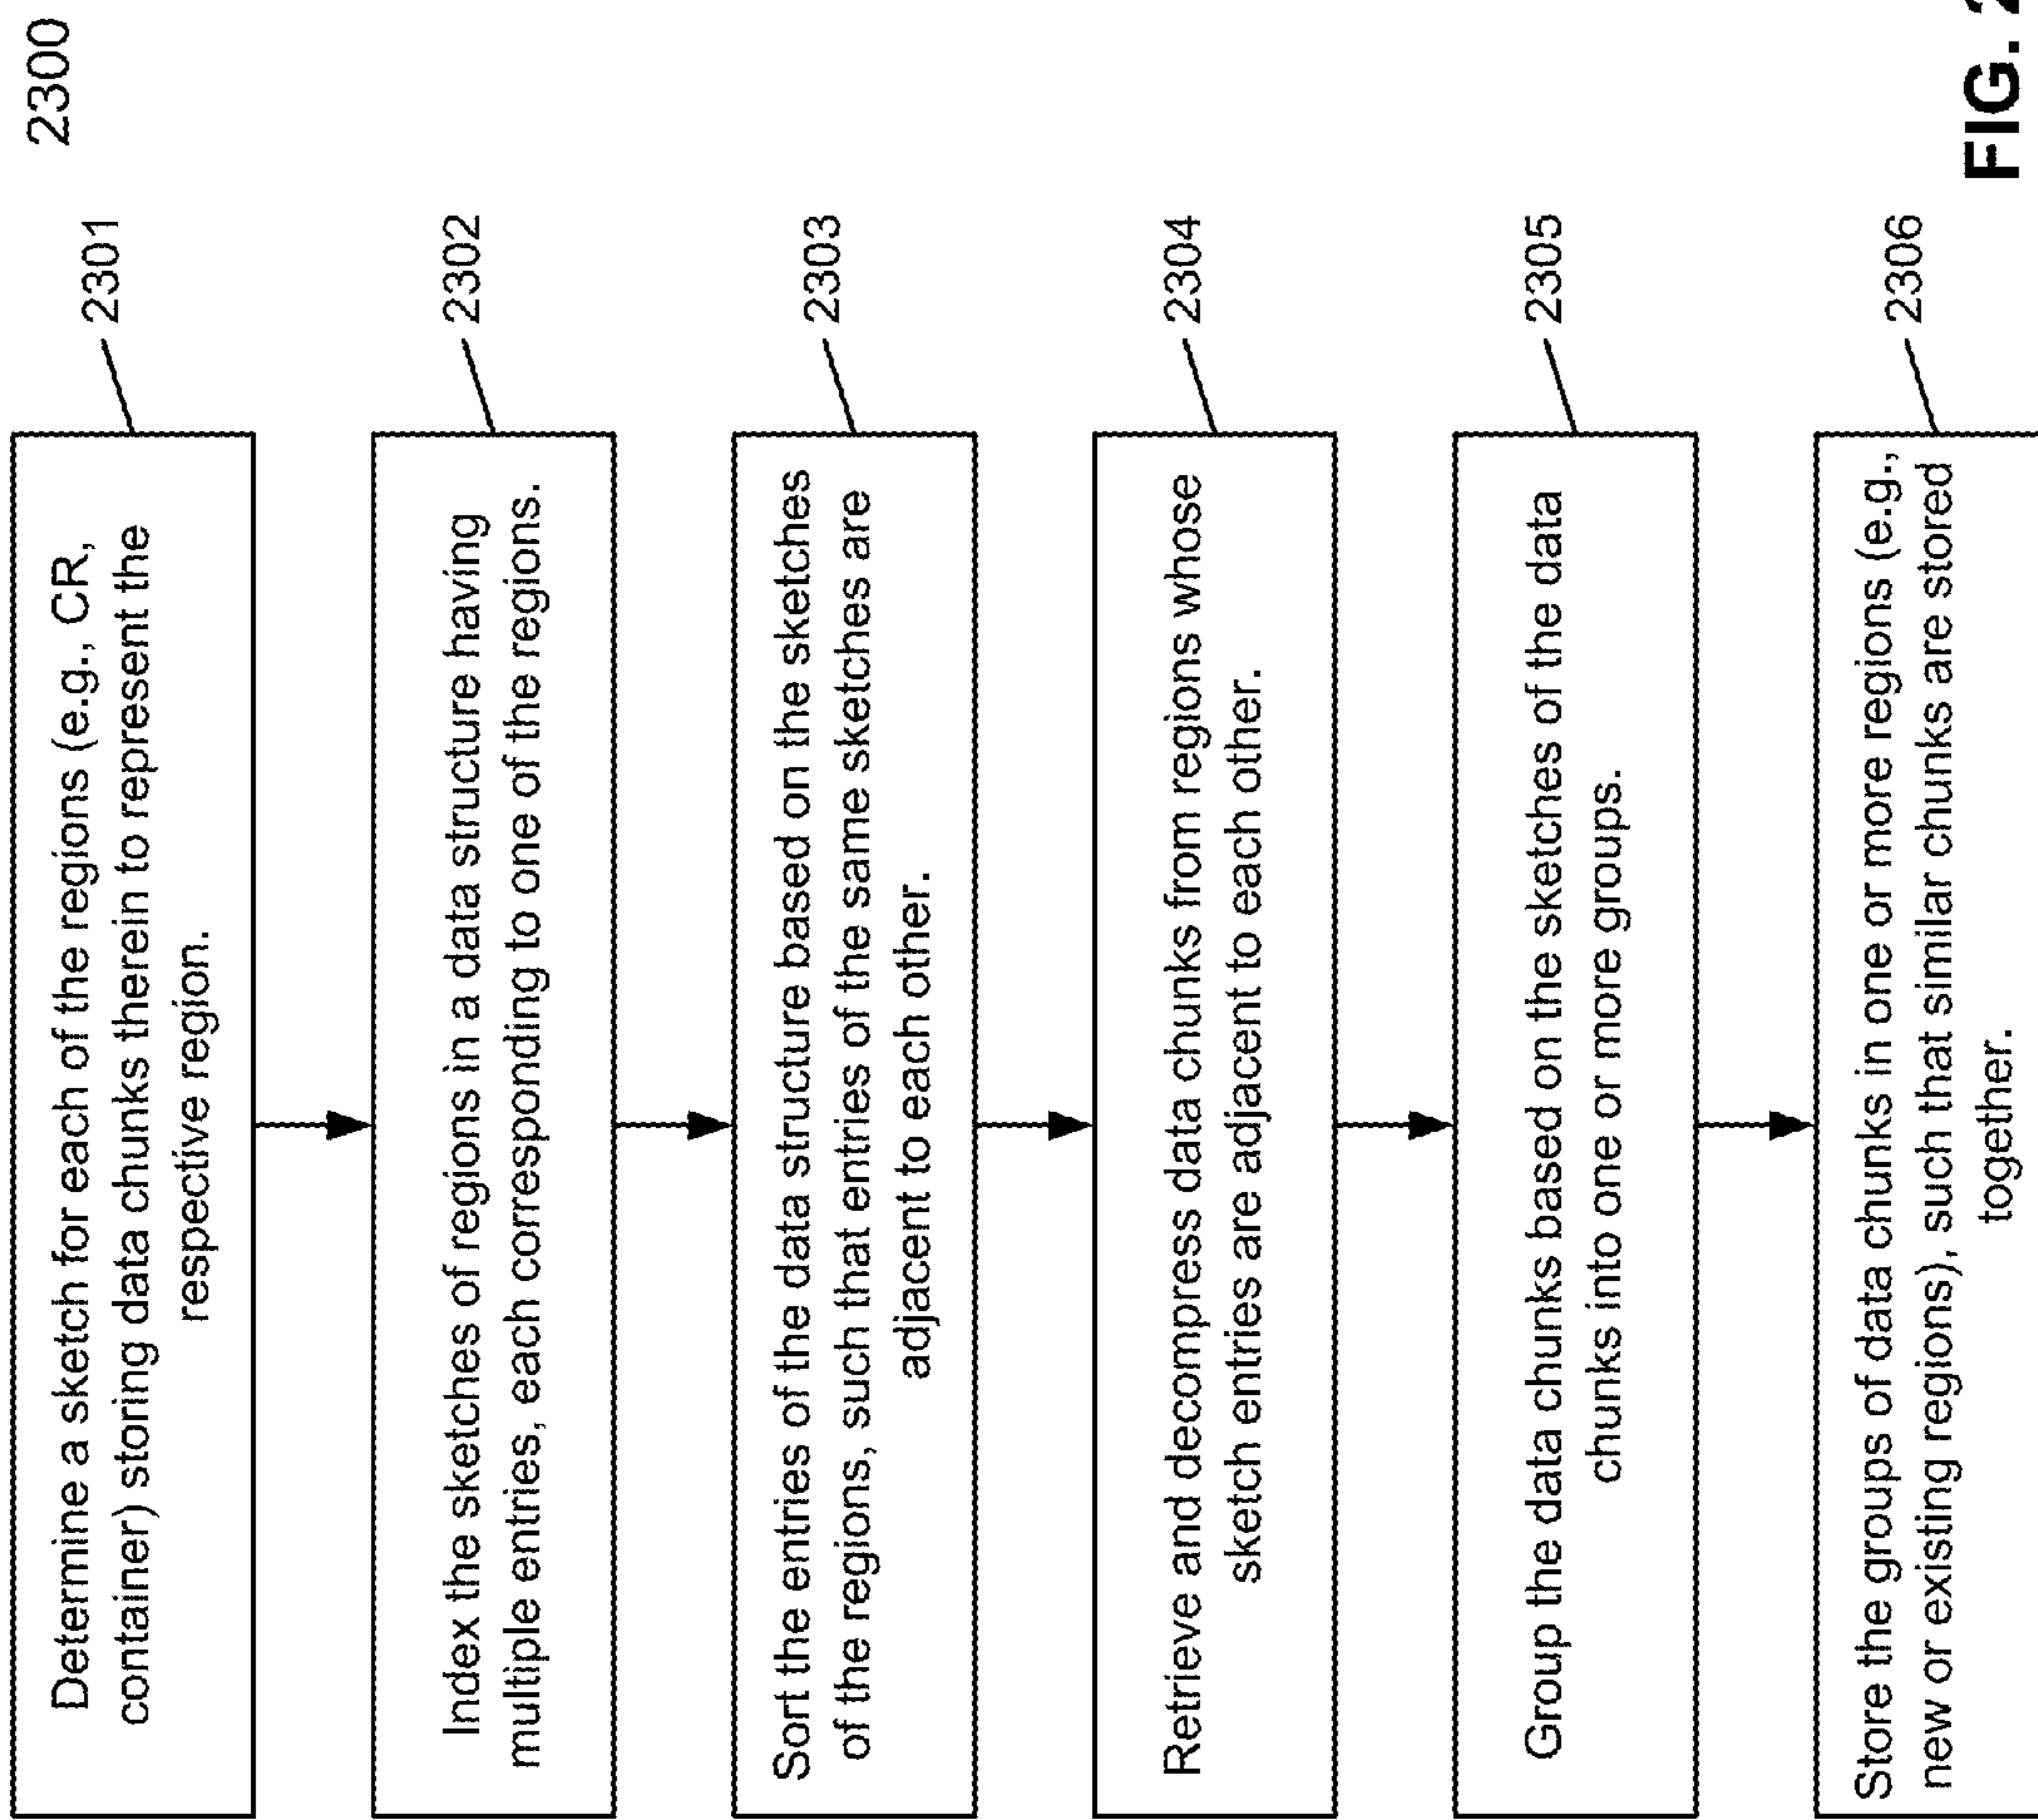 2300
Determine a sketch for each of the regions (e.g., CR,
container) storing data chunks therein to represent the
respective region.
2301
Index the sketches of regions in a data structure having
multiple entries, each corresponding to one of the regions.
2302
Sort the entries of the data structure based on the sketches
of the regions, such that entries of the same sketches are
adjacent to each other.
2303
Retrieve and decompress data chunks from regions whose
sketch entries are adjacent to each other.
2304
Group the data chunks based on the sketches of the data
chunks into one or more groups.
2305
Store the groups of data chunks in one or more regions (e.g.,
new or existing regions), such that similar chunks are stored
together.
2306
FIG.